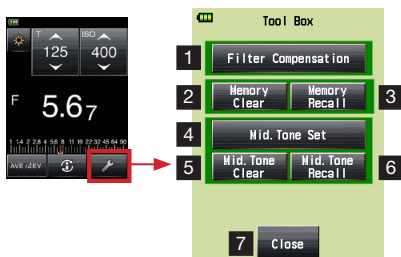 T
ISO
125
400
F
5.67
1 1.4 2 2.8 4 5.6 8 11 16 22 32 45 64 90
AVE/⊿EV
Tool Box
1
Filter Compensation
2
Memory
Clear
Memory
Recall
3
4
Mid. Tone Set
5
Mid. Tone
Clear
Mid. Tone
Recall
6
7
Close